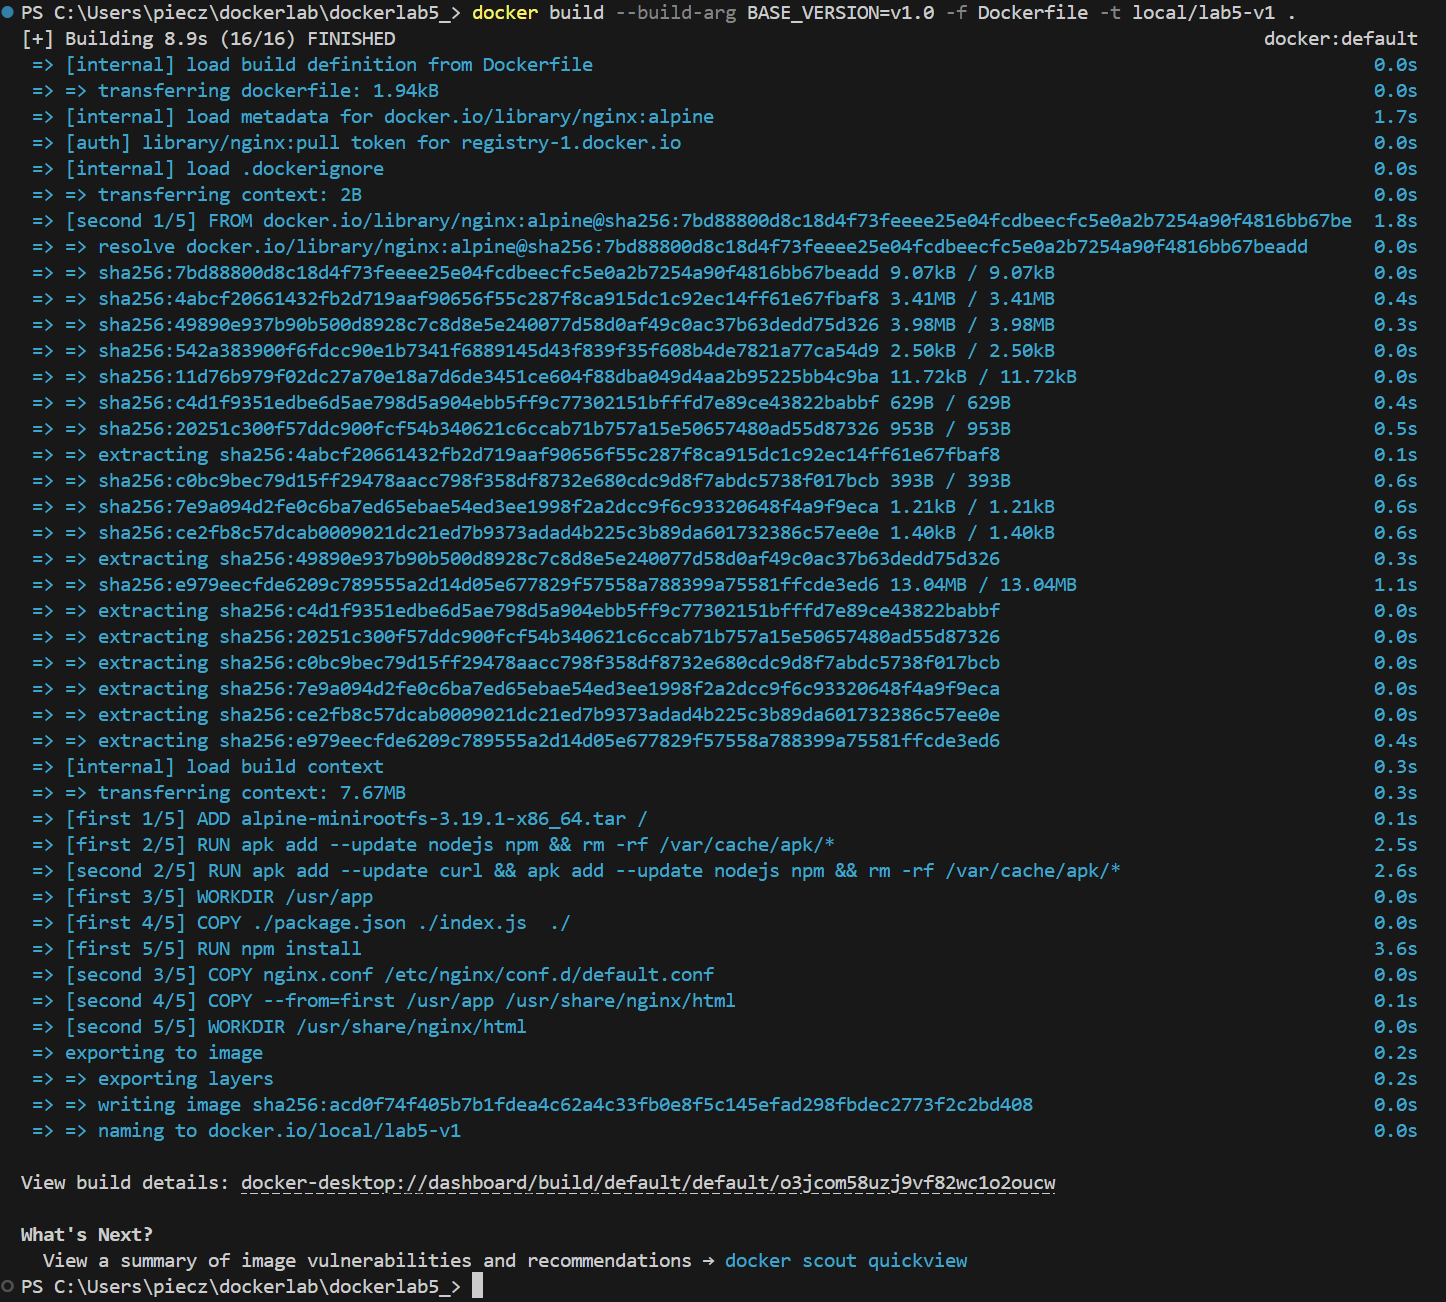 PS C:\Users\piecz\dockerlab\dockerlab5_> docker build --build-arg BASE_VERSION=v1.0 -f Dockerfile -t local/lab5-v1 .
[+] Building 8.9s (16/16) FINISHED docker:default
=> [internal] load build definition from Dockerfile 0.0s
=> => transferring dockerfile: 1.94kB 0.0s
=> [internal] load metadata for docker.io/library/nginx:alpine 1.7s
=> [auth] library/nginx:pull token for registry-1.docker.io 0.0s
=> [internal] load .dockerignore 0.0s
=> => transferring context: 2B 0.0s
=> [second 1/5] FROM docker.io/library/nginx:alpine@sha256:7bd88800d8c18d4f73feeee25e04fcdbeecfc5e0a2b7254a90f4816bb67be 1.8s
=> => resolve docker.io/library/nginx:alpine@sha256:7bd88800d8c18d4f73feeee25e04fcdbeecfc5e0a2b7254a90f4816bb67beadd 0.0s
=> => sha256:7bd88800d8c18d4f73feeee25e04fcdbeecfc5e0a2b7254a90f4816bb67beadd 9.07kB / 9.07kB 0.0s
=> => sha256:4abcf20661432fb2d719aaf90656f55c287f8ca915dc1c92ec14ff61e67fbaf8 3.41MB / 3.41MB 0.4s
=> => sha256:49890e937b90b500d8928c7c8d8e5e240077d58d0af49c0ac37b63dedd75d326 3.98MB / 3.98MB 0.3s
=> => sha256:542a383900f6fdcc90e1b7341f6889145d43f839f35f608b4de7821a77ca54d9 2.50kB / 2.50kB 0.0s
=> => sha256:11d76b979f02dc27a70e18a7d6de3451ce604f88dba049d4aa2b95225bb4c9ba 11.72kB / 11.72kB 0.0s
=> => sha256:c4d1f9351edbe6d5ae798d5a904ebb5ff9c77302151bfffd7e89ce43822babbf 629B / 629B 0.4s
=> => sha256:20251c300f57ddc900fcf54b340621c6ccab71b757a15e50657480ad55d87326 953B / 953B 0.5s
=> => extracting sha256:4abcf20661432fb2d719aaf90656f55c287f8ca915dc1c92ec14ff61e67fbaf8 0.1s
=> => sha256:c0bc9bec79d15ff29478aacc798f358df8732e680cdc9d8f7abdc5738f017bcb 393B / 393B 0.6s
=> => sha256:7e9a094d2fe0c6ba7ed65ebae54ed3ee1998f2a2dcc9f6c93320648f4a9f9eca 1.21kB / 1.21kB 0.6s
=> => sha256:ce2fb8c57dcab0009021dc21ed7b9373adad4b225c3b89da601732386c57ee0e 1.40kB / 1.40kB 0.6s
=> => extracting sha256:49890e937b90b500d8928c7c8d8e5e240077d58d0af49c0ac37b63dedd75d326 0.3s
=> => sha256:e979eecfde6209c789555a2d14d05e677829f57558a788399a75581ffcde3ed6 13.04MB / 13.04MB 1.1s
=> => extracting sha256:c4d1f9351edbe6d5ae798d5a904ebb5ff9c77302151bfffd7e89ce43822babbf 0.0s
=> => extracting sha256:20251c300f57ddc900fcf54b340621c6ccab71b757a15e50657480ad55d87326 0.0s
=> => extracting sha256:c0bc9bec79d15ff29478aacc798f358df8732e680cdc9d8f7abdc5738f017bcb 0.0s
=> => extracting sha256:7e9a094d2fe0c6ba7ed65ebae54ed3ee1998f2a2dcc9f6c93320648f4a9f9eca 0.0s
=> => extracting sha256:ce2fb8c57dcab0009021dc21ed7b9373adad4b225c3b89da601732386c57ee0e 0.0s
=> => extracting sha256:e979eecfde6209c789555a2d14d05e677829f57558a788399a75581ffcde3ed6 0.4s
=> [internal] load build context 0.3s
=> => transferring context: 7.67MB 0.3s
=> [first 1/5] ADD alpine-minirootfs-3.19.1-x86_64.tar / 0.1s
=> [first 2/5] RUN apk add --update nodejs npm && rm -rf /var/cache/apk/* 2.5s
=> [second 2/5] RUN apk add --update curl && apk add --update nodejs npm && rm -rf /var/cache/apk/* 2.6s
=> [first 3/5] WORKDIR /usr/app 0.0s
=> [first 4/5] COPY ./package.json ./index.js  ./ 0.0s
=> [first 5/5] RUN npm install 3.6s
=> [second 3/5] COPY nginx.conf /etc/nginx/conf.d/default.conf 0.0s
=> [second 4/5] COPY --from=first /usr/app /usr/share/nginx/html 0.1s
=> [second 5/5] WORKDIR /usr/share/nginx/html 0.0s
=> exporting to image 0.2s
=> => exporting layers 0.2s
=> => writing image sha256:acd0f74f405b7b1fdea4c62a4c33fb0e8f5c145efad298fbdec2773f2c2bd408 0.0s
=> => naming to docker.io/local/lab5-v1 0.0s
View build details: docker-desktop://dashboard/build/default/default/o3jcom58uzj9vf82wc1o2oucw
What's Next?
View a summary of image vulnerabilities and recommendations → docker scout quickview
PS C:\Users\piecz\dockerlab\dockerlab5_>